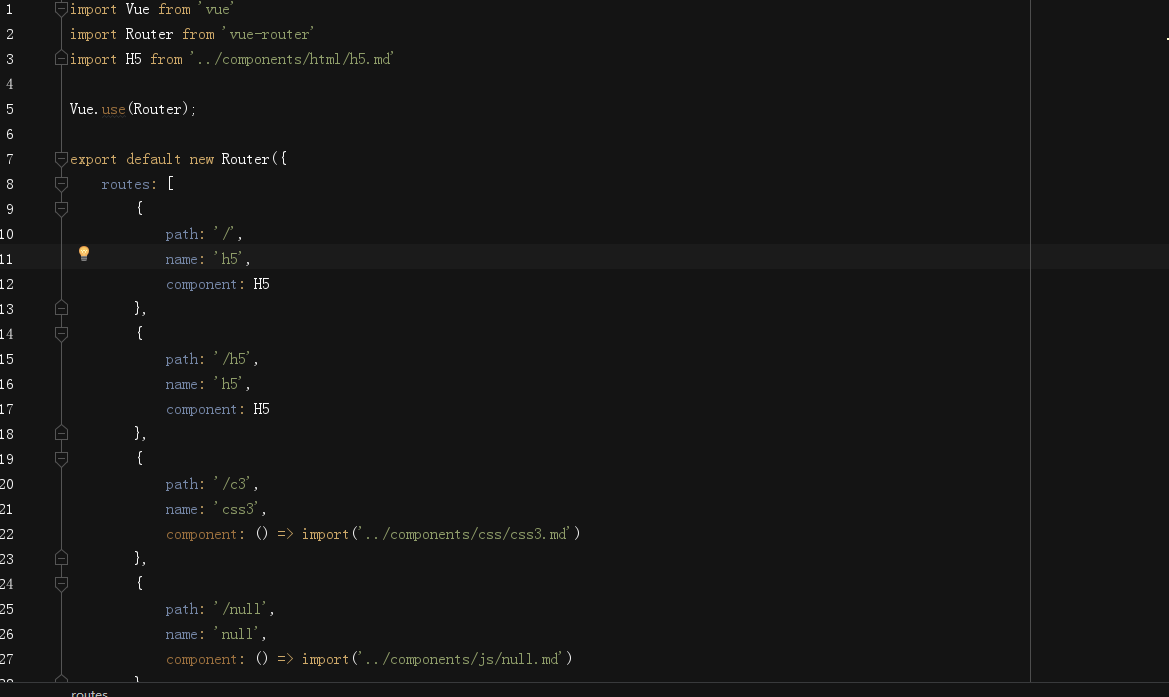 1 import Vue from 'vue'
2 import Router from 'vue-router'
3 import H5 from '../components/html/h5.md'
4
5 Vue.use(Router);
6
7 export default new Router({
8     routes: [
9         {
10             path: '/',
11             name: 'h5',
12             component: H5
13         },
14         {
15             path: '/h5',
16             name: 'h5',
17             component: H5
18         },
19         {
20             path: '/c3',
21             name: 'css3',
22             component: () => import('../components/css/css3.md')
23         },
24         {
25             path: '/null',
26             name: 'null',
27             component: () => import('../components/js/null.md')
28         }
routes